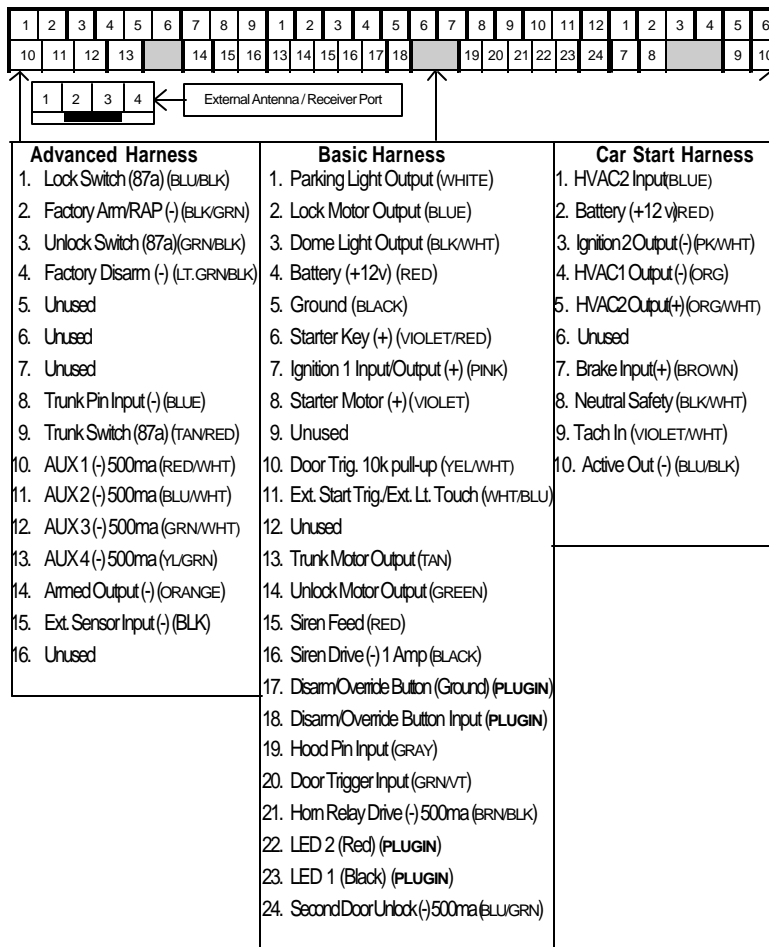 1 2 3 4 5 6 7 8 9 1 2 3 4 5 6 7 8 9 10 11 12 1 2 3 4 5 6
10 11 12 13 14 15 16 13 14 15 16 17 18 19 20 21 22 23 24 7 8 9 10
1 2 3 4
External Antenna / Receiver Port
Advanced Harness
1. Lock Switch (87a) (BLU/BLK)
2. Factory Arm/RAP (-) (BLK/GRN)
3. Unlock Switch (87a) (GRN/BLK)
4. Factory Disarm (-) (LT.GRN/BLK)
5. Unused
6. Unused
7. Unused
8. Trunk Pin Input (-) (BLUE)
9. Trunk Switch (87a) (TAN/RED)
10. AUX 1 (-) 500ma (RED/WHT)
11. AUX 2 (-) 500ma (BLU/WHT)
12. AUX 3 (-) 500ma (GRN/WHT)
13. AUX 4 (-) 500ma (YL/GRN)
14. Armed Output (-) (ORANGE)
15. Ext. Sensor Input (-) (BLK)
16. Unused
Basic Harness
1. Parking Light Output (WHITE)
2. Lock Motor Output (BLUE)
3. Dome Light Output (BLK/WHT)
4. Battery (+12v) (RED)
5. Ground (BLACK)
6. Starter Key (+) (VIOLET/RED)
7. Ignition 1 Input/Output (+) (PINK)
8. Starter Motor (+) (VIOLET)
9. Unused
10. Door Trig. 10k pull-up (YEL/WHT)
11. Ext. Start Trig./Ext. Lt. Touch (WHT/BLU)
12. Unused
13. Trunk Motor Output (TAN)
14. Unlock Motor Output (GREEN)
15. Siren Feed (RED)
16. Siren Drive (-) 1 Amp (BLACK)
17. Disarm/Override Button (Ground) (PLUGIN)
18. Disarm/Override Button Input (PLUGIN)
19. Hood Pin Input (GRAY)
20. Door Trigger Input (GRN/VT)
21. Horn Relay Drive (-) 500ma (BRN/BLK)
22. LED 2 (Red) (PLUGIN)
23. LED 1 (Black) (PLUGIN)
24. Second Door Unlock (-) 500ma (BLU/GRN)
Car Start Harness
1. HVAC2 Input (BLUE)
2. Battery (+12 v) (RED)
3. Ignition 2 Output (-) (PK/WHT)
4. HVAC1 Output (-) (ORG)
5. HVAC2 Output (+) (ORG/WHT)
6. Unused
7. Brake Input (+) (BROWN)
8. Neutral Safety (BLK/WHT)
9. Tach In (VIOLET/WHT)
10. Active Out (-) (BLU/BLK)